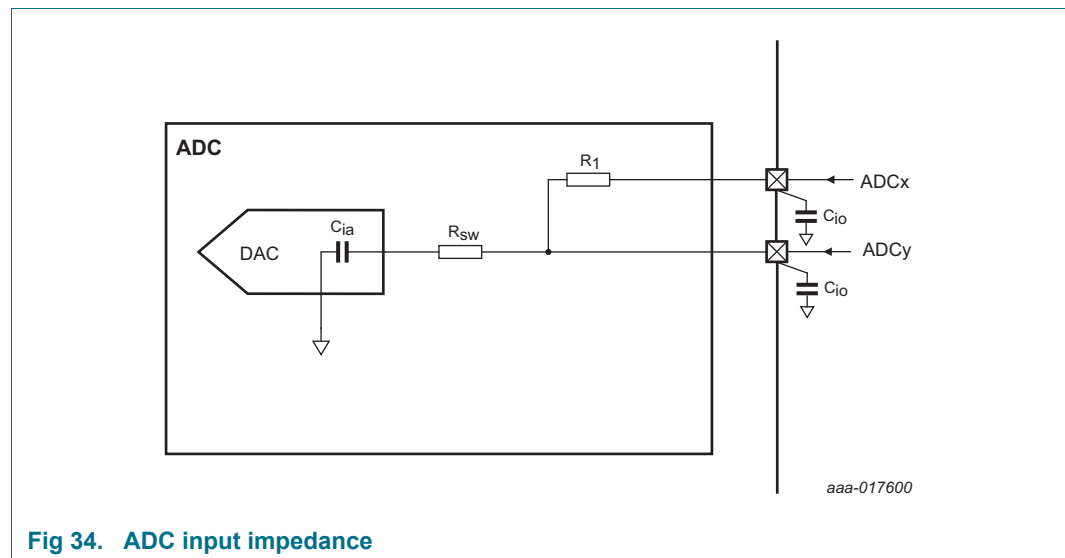 ADC
R1
ADCx
Cio
Cia
Rsw
DAC
ADCy
Cio
aaa-017600
Fig 34. ADC input impedance